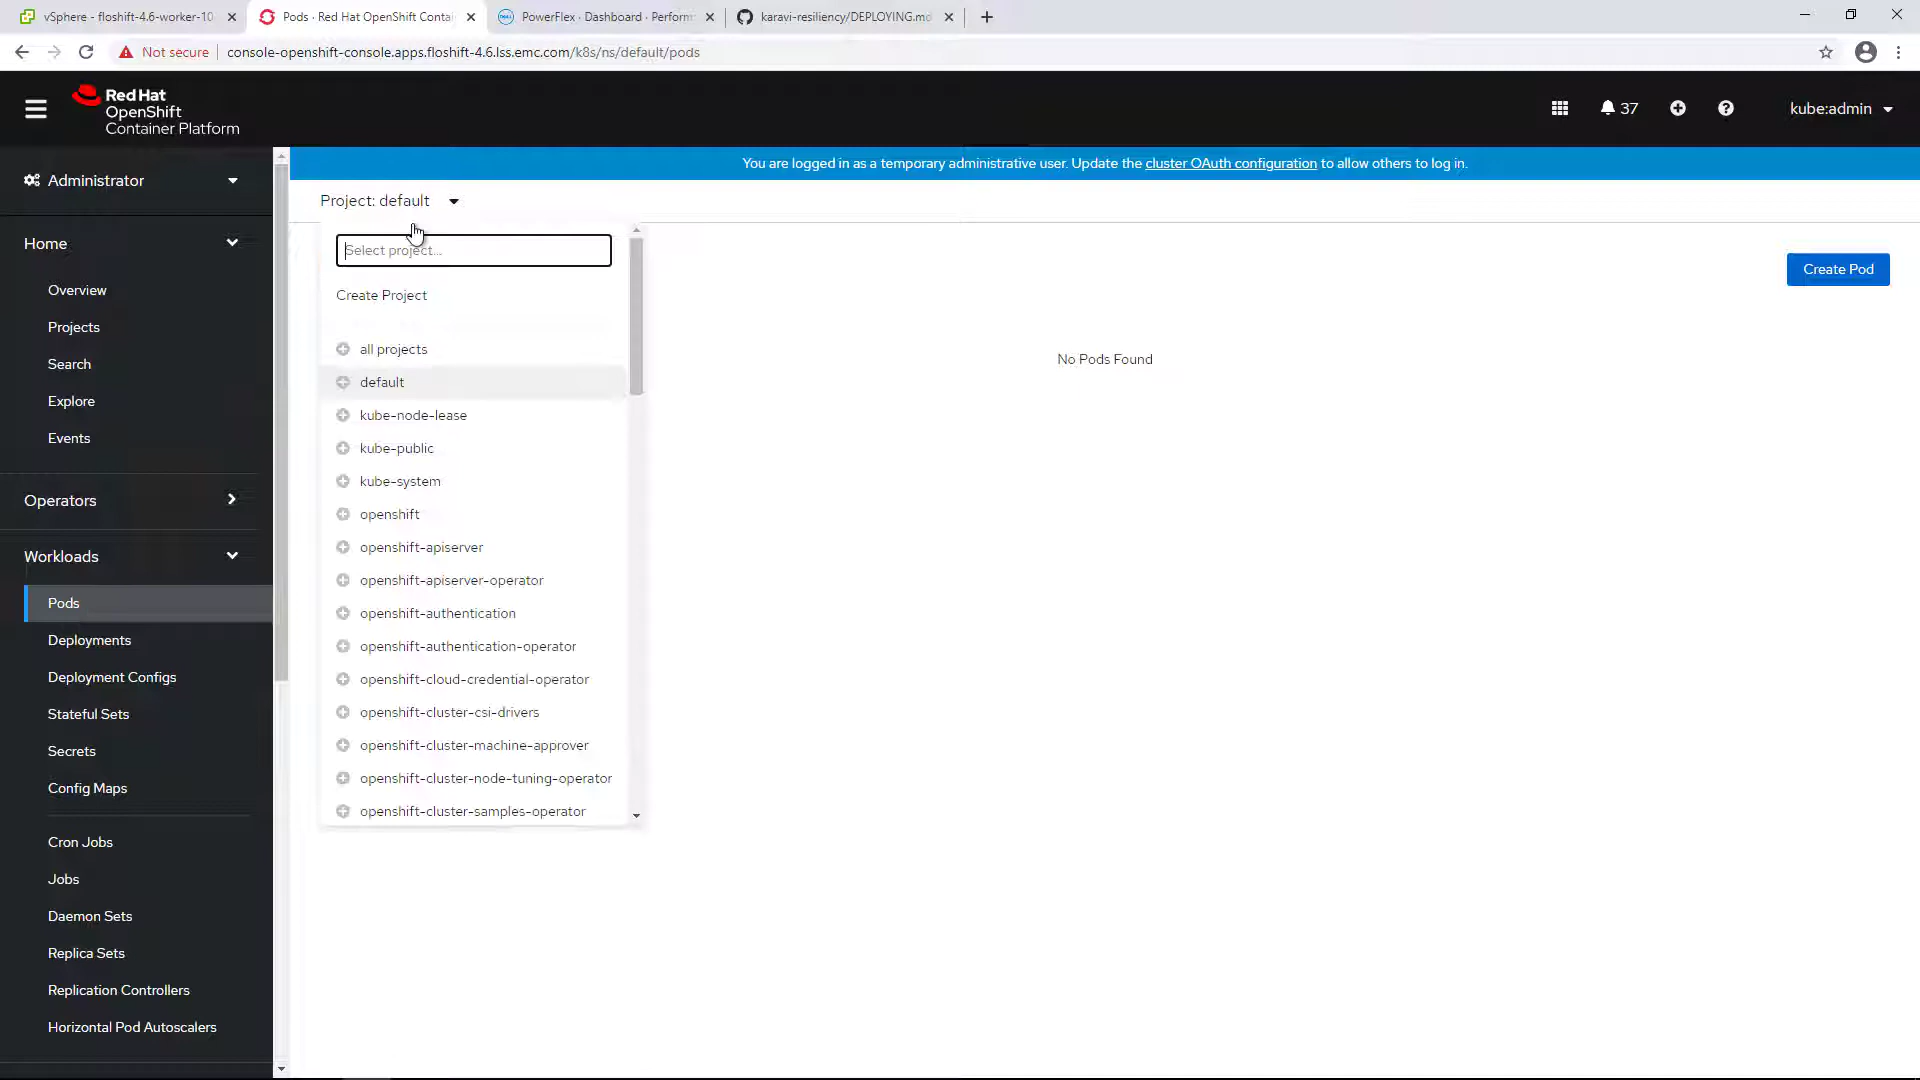 vSphere - floshift-4.6-worker-10
Pods · Red Hat OpenShift Contai
PowerFlex - Dashboard - Perform
karavi-resiliency/DEPLOYING.md
Not secure
console-openshift-console.apps.floshift-4.6.lss.emc.com/k8s/ns/default/pods
Red Hat
OpenShift
Container Platform
37
kube:admin
You are logged in as a temporary administrative user. Update the cluster OAuth configuration to allow others to log in.
Administrator
Home
Overview
Projects
Search
Explore
Events
Operators
Workloads
Pods
Deployments
Deployment Configs
Stateful Sets
Secrets
Config Maps
Cron Jobs
Jobs
Daemon Sets
Replica Sets
Replication Controllers
Horizontal Pod Autoscalers
Project: default
Select project...
Create Project
all projects
default
kube-node-lease
kube-public
kube-system
openshift
openshift-apiserver
openshift-apiserver-operator
openshift-authentication
openshift-authentication-operator
openshift-cloud-credential-operator
openshift-cluster-csi-drivers
openshift-cluster-machine-approver
openshift-cluster-node-tuning-operator
openshift-cluster-samples-operator
Create Pod
No Pods Found